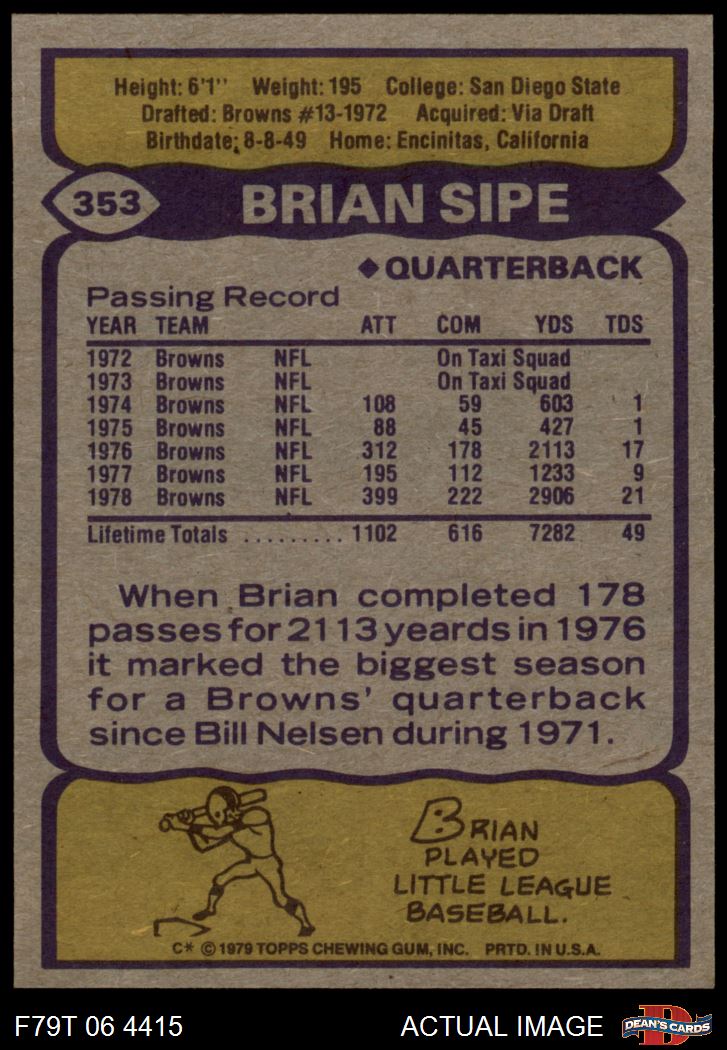 Height: 6'1" Weight: 195 College: San Diego State
Drafted: Browns #13-1972 Acquired: Via Draft
Birthdate: 8-8-49 Home: Encinitas, California
353 BRIAN SIPE
◆QUARTERBACK
Passing Record
YEAR TEAM ATT COM YDS TDS
1972 Browns NFL On Taxi Squad
1973 Browns NFL On Taxi Squad
1974 Browns NFL 108 59 603 1
1975 Browns NFL 88 45 427 1
1976 Browns NFL 312 178 2113 17
1977 Browns NFL 195 112 1233 9
1978 Browns NFL 399 222 2906 21
Lifetime Totals ......... 1102 616 7282 49
When Brian completed 178
passes for 2113 yeards in 1976
it marked the biggest season
for a Browns' quarterback
since Bill Nelsen during 1971.
BRIAN
PLAYED
LITTLE LEAGUE
BASEBALL.
C* © 1979 TOPPS CHEWING GUM, INC. PRTD. IN U.S.A.
F79T 06 4415 ACTUAL IMAGE D DEAN'S CARDS